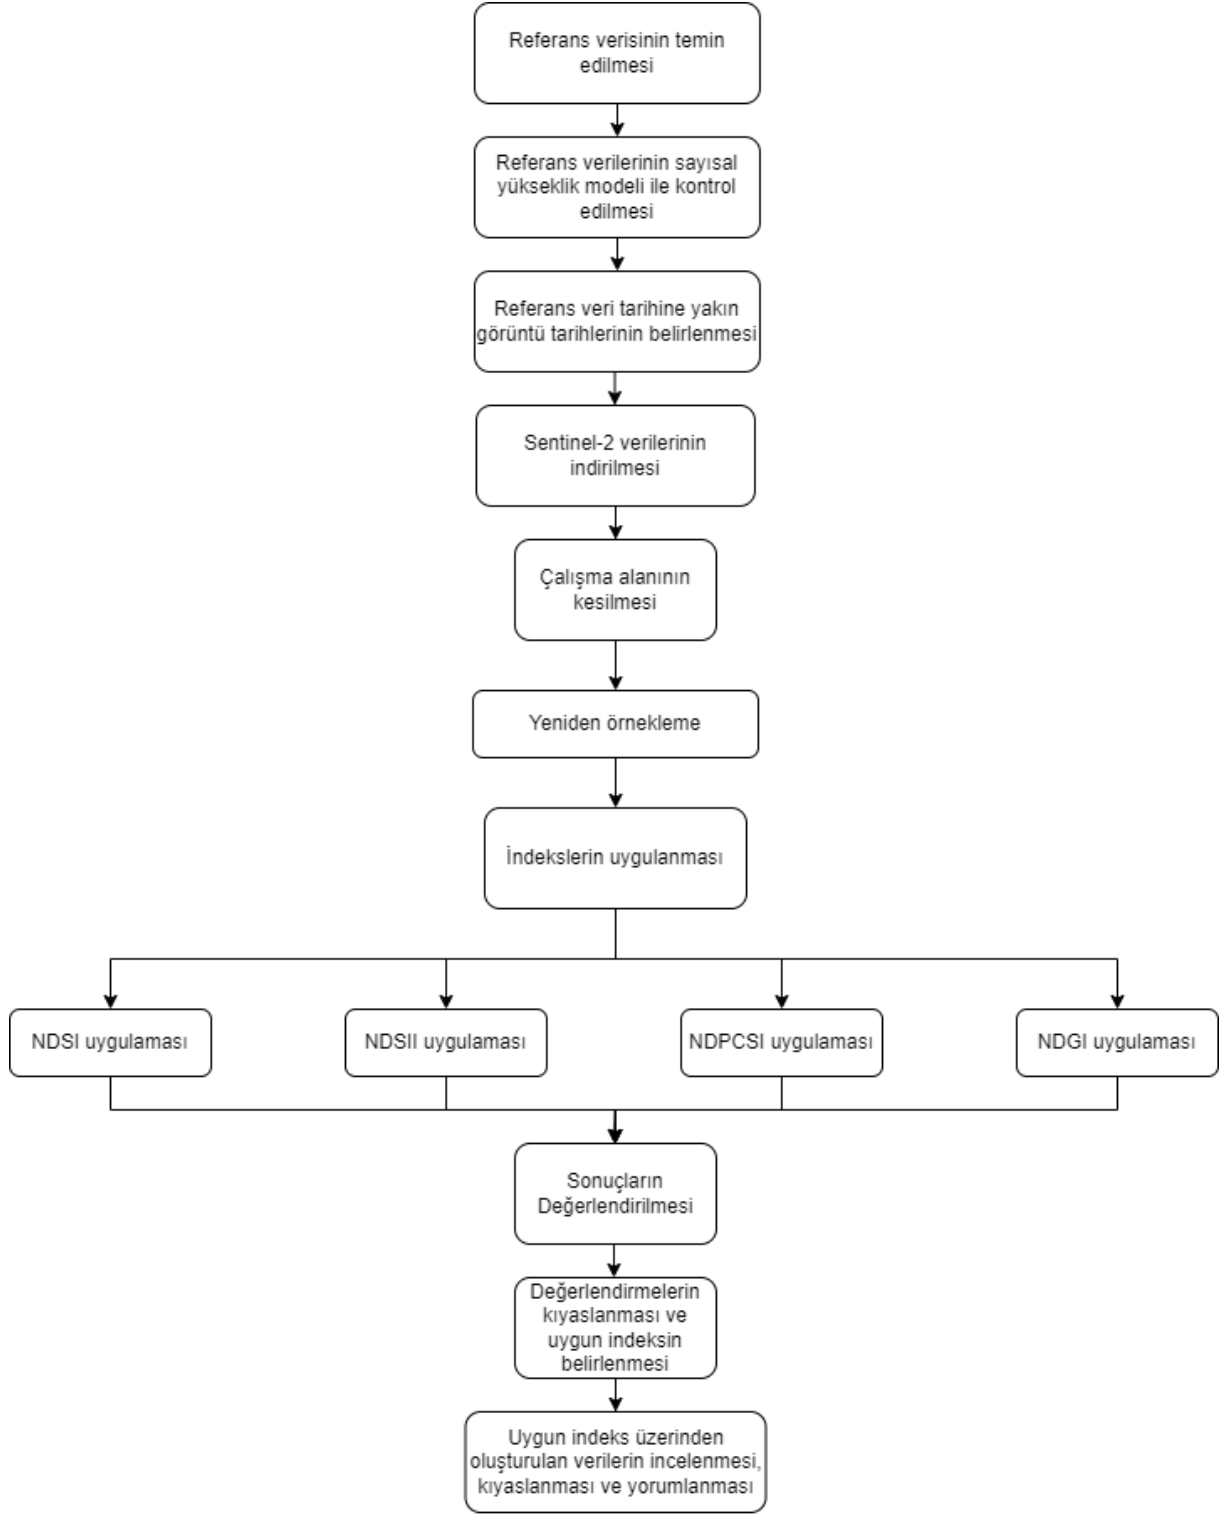 Referans verisinin temin
edilmesi
Referans verilerinin sayısal
yükseklik modeli ile kontrol
edilmesi
Referans veri tarihine yakın
görüntü tarihlerinin belirlenmesi
Sentinel-2 verilerinin
indirilmesi
Çalışma alanının
kesilmesi
Yeniden örnekleme
İndekslerin uygulanması
NDSI uygulaması
NDSII uygulaması
NDPCSI uygulaması
NDGI uygulaması
Sonuçların
Değerlendirilmesi
Değerlendirmelerin
kıyaslanması ve
uygun indeksin
belirlenmesi
Uygun indeks üzerinden
oluşturulan verilerin incelenmesi,
kıyaslanması ve yorumlanması